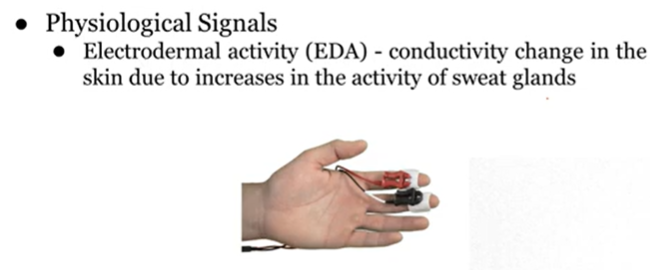 ● Physiological Signals
● Electrodermal activity (EDA) - conductivity change in the
skin due to increases in the activity of sweat glands